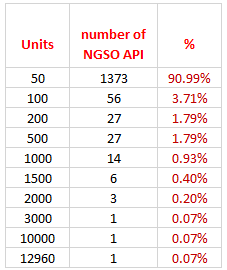 Units number of NGSO API %
50 1373 90.99%
100 56 3.71%
200 27 1.79%
500 27 1.79%
1000 14 0.93%
1500 6 0.40%
2000 3 0.20%
3000 1 0.07%
10000 1 0.07%
12960 1 0.07%